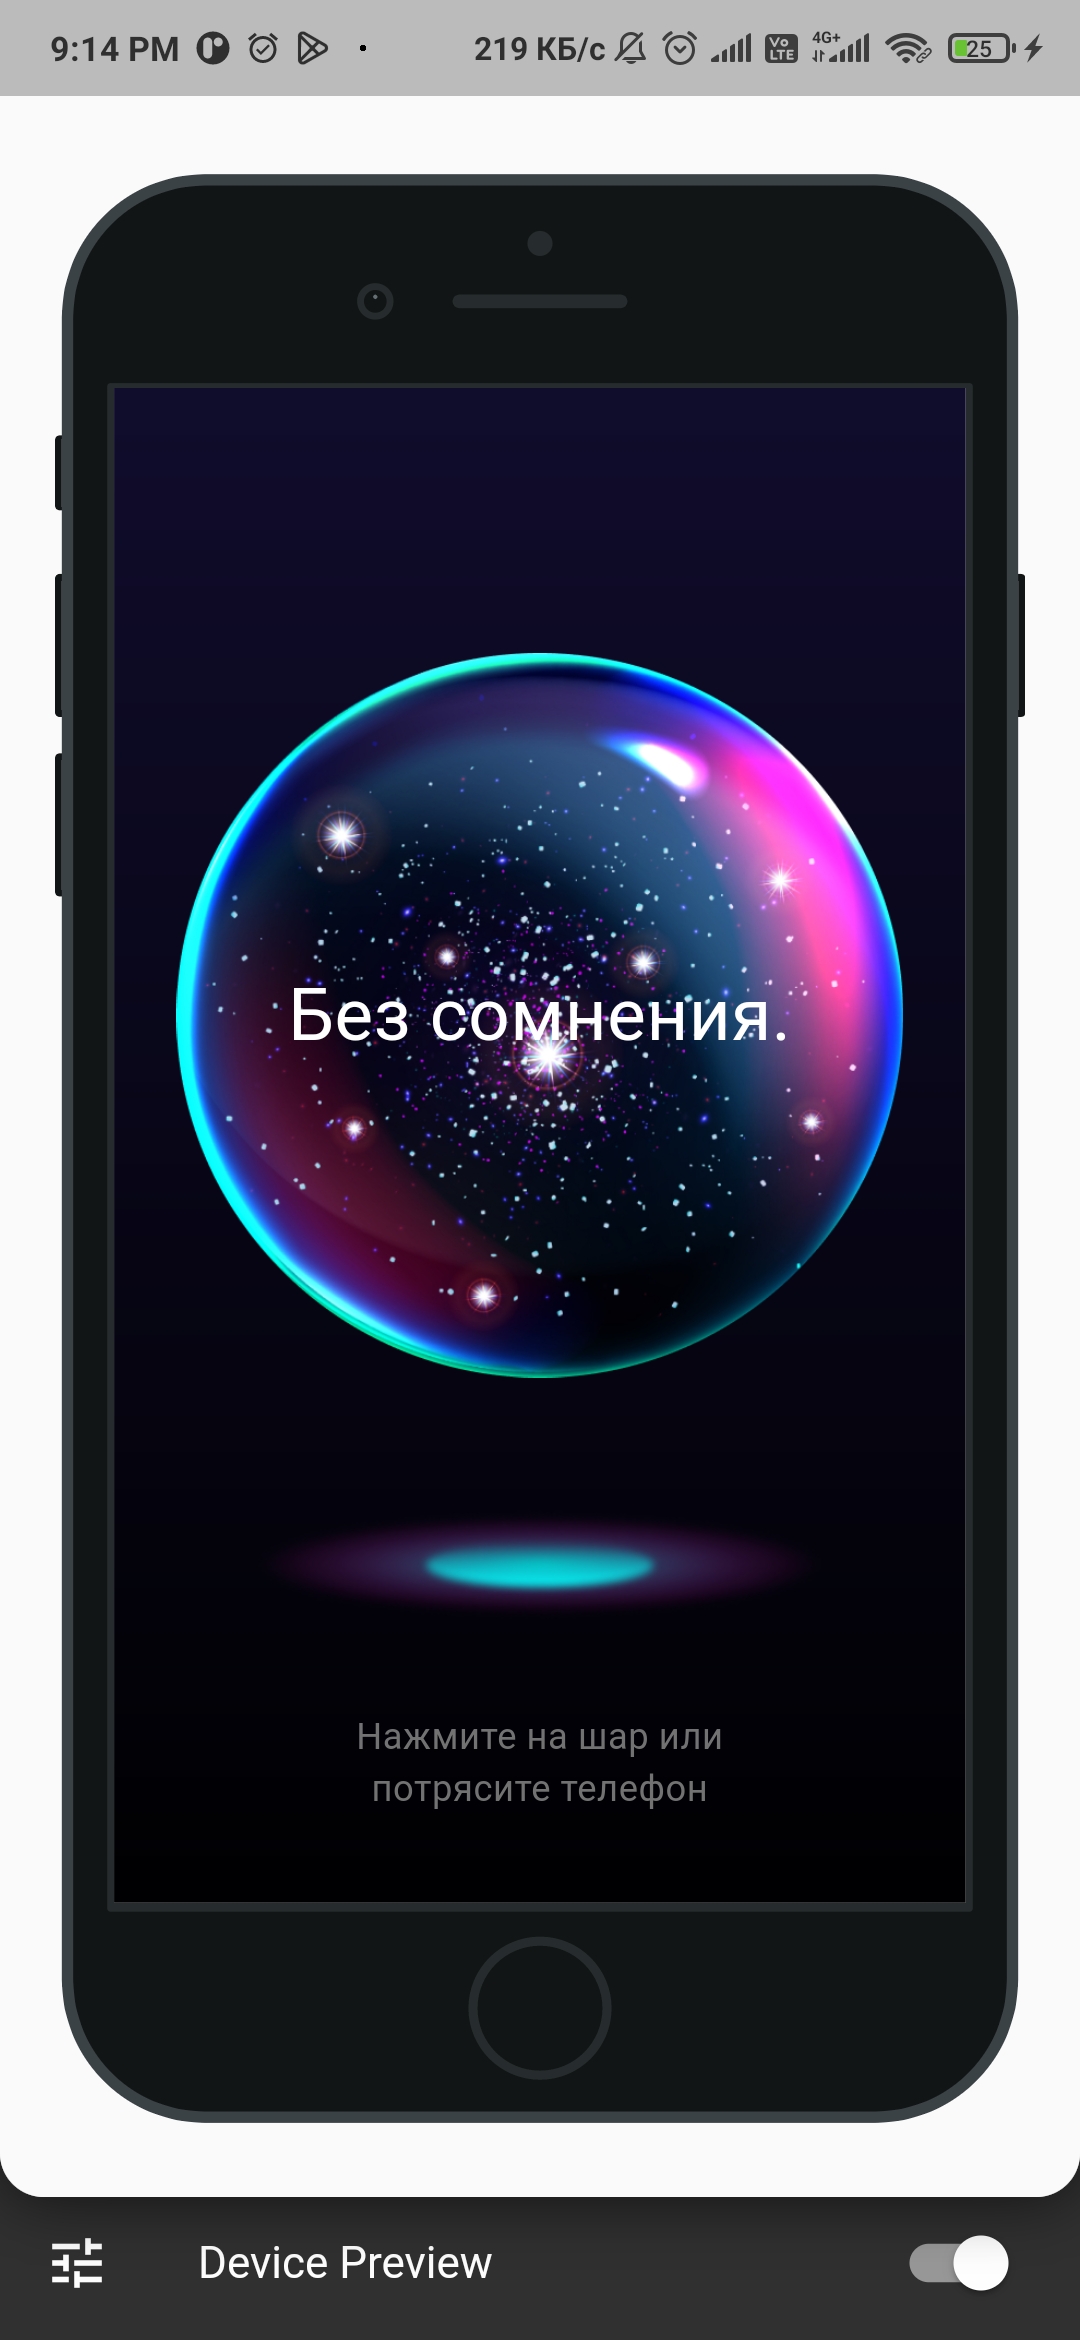 9:14 PM 219 КБ/с Vo LTE 4G+ 25
Без сомнения.
Нажмите на шар или
потрясите телефон
Device Preview